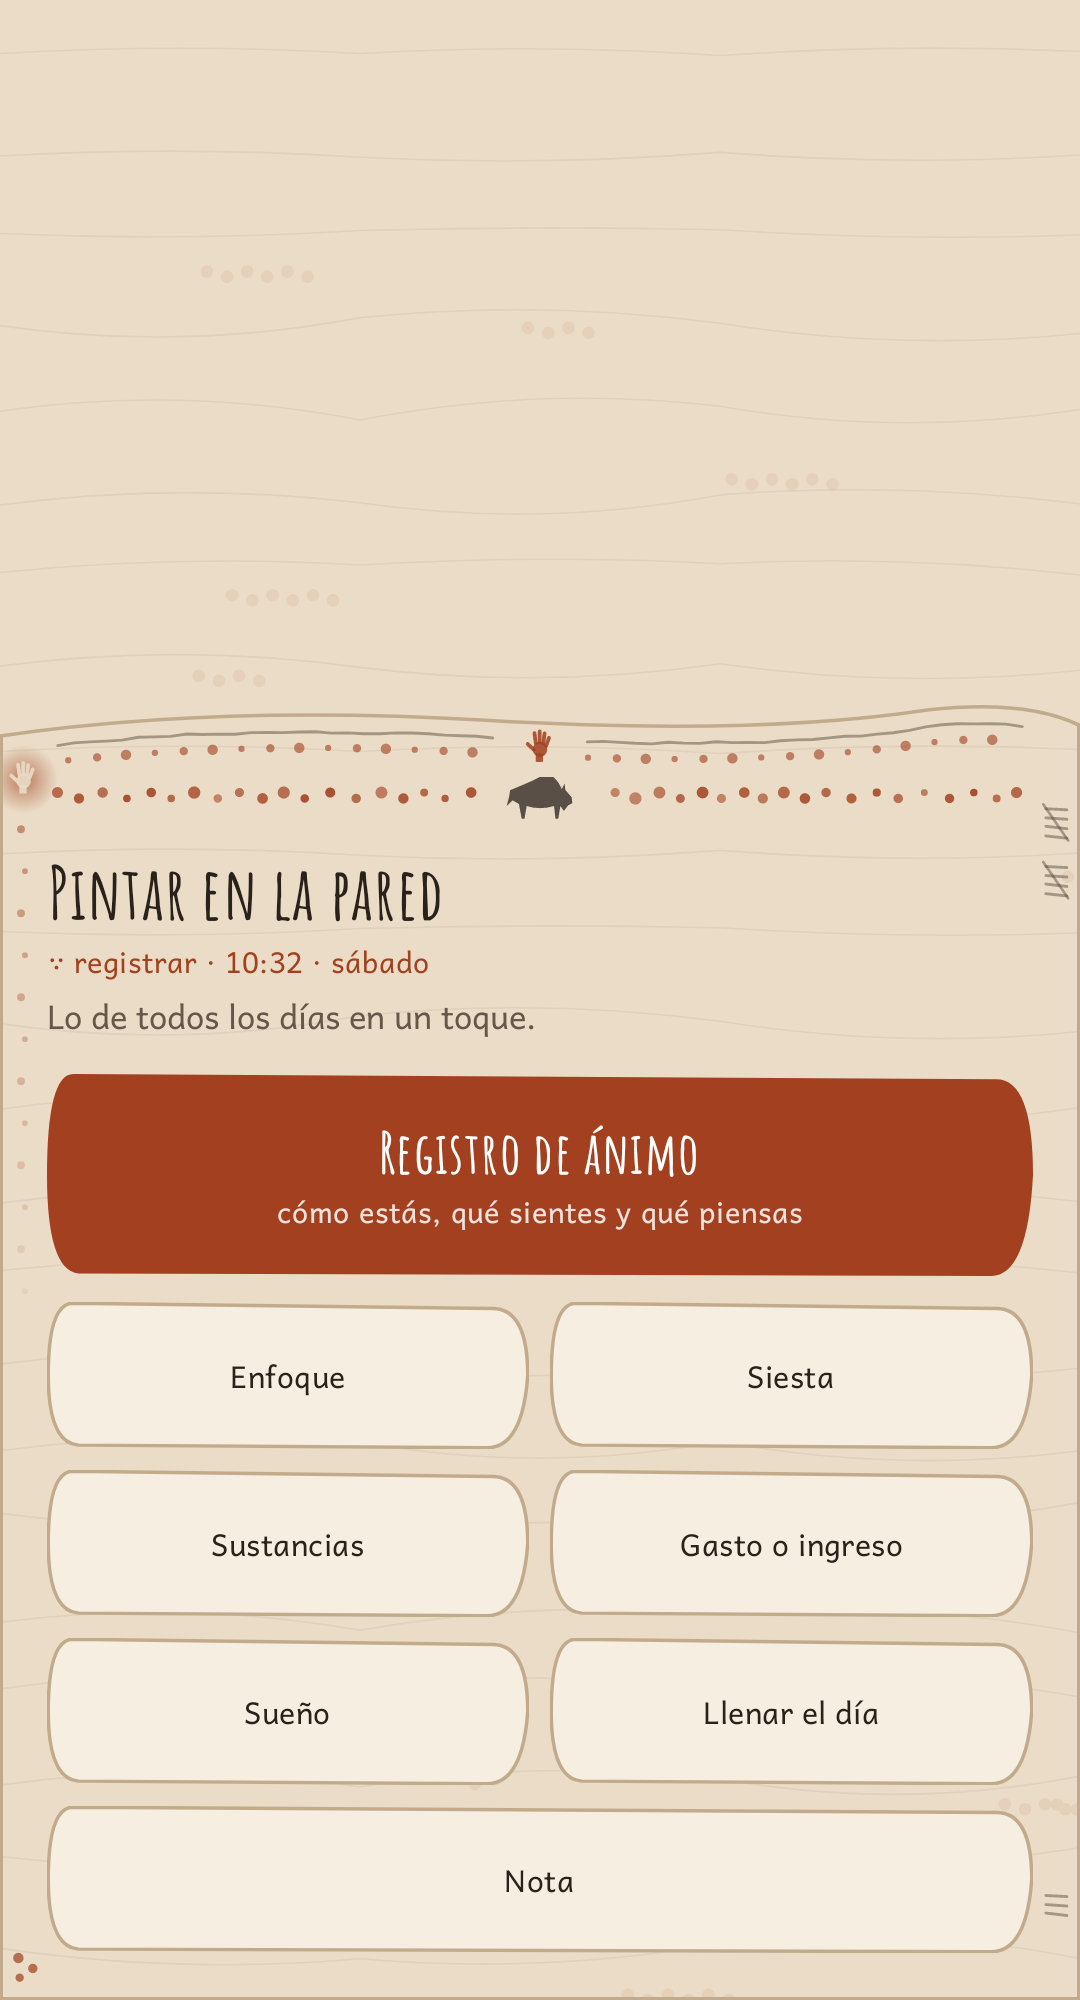 Pintar en la pared
∵ registrar · 10:32 · sábado
Lo de todos los días en un toque.
Registro de ánimo
cómo estás, qué sientes y qué piensas
Enfoque
Siesta
Sustancias
Gasto o ingreso
Sueño
Llenar el día
Nota